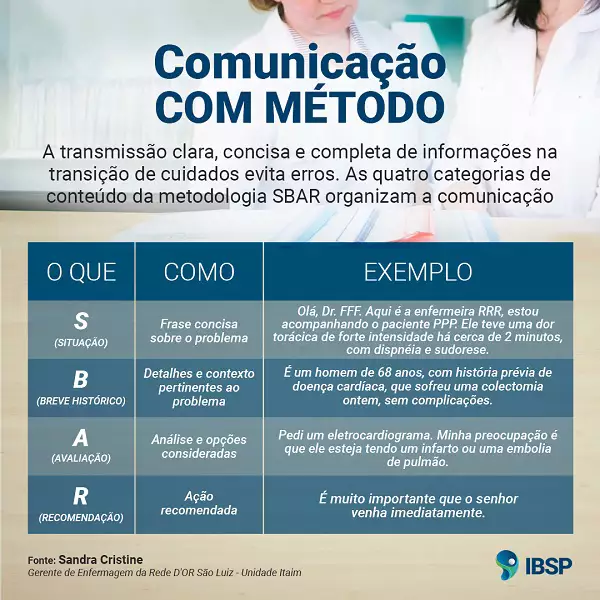 Comunicação
COM MÉTODO
A transmissão clara, concisa e completa de informações na
transição de cuidados evita erros. As quatro categorias de
conteúdo da metodologia SBAR organizam a comunicação
O QUE
COMO
EXEMPLO
S
(SITUAÇÃO)
Frase concisa
sobre o problema
Olá, Dr. FFF. Aqui é a enfermeira RRR, estou
acompanhando o paciente PPP. Ele teve uma dor
torácica de forte intensidade há cerca de 2 minutos,
com dispnéia e sudorese.
B
(BREVE HISTÓRICO)
Detalhes e contexto
pertinentes ao
problema
É um homem de 68 anos, com história prévia de
doença cardíaca, que sofreu uma colectomia
ontem, sem complicações.
A
(AVALIAÇÃO)
Análise e opções
consideradas
Pedi um eletrocardiograma. Minha preocupação é
que ele esteja tendo um infarto ou uma embolia
de pulmão.
R
(RECOMENDAÇÃO)
Ação
recomendada
É muito importante que o senhor
venha imediatamente.
Fonte: Sandra Cristine
Gerente de Enfermagem da Rede D'OR São Luiz - Unidade Itaim
IBSP